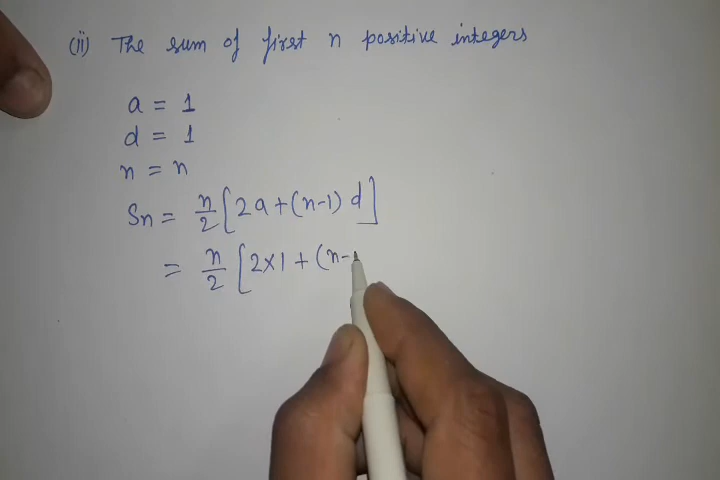 (ii) The sum of first n positive integers
a = 1
d = 1
n = n
Sn = n/2 [2a + (n-1) d]
= n/2 [2×1 + (n-